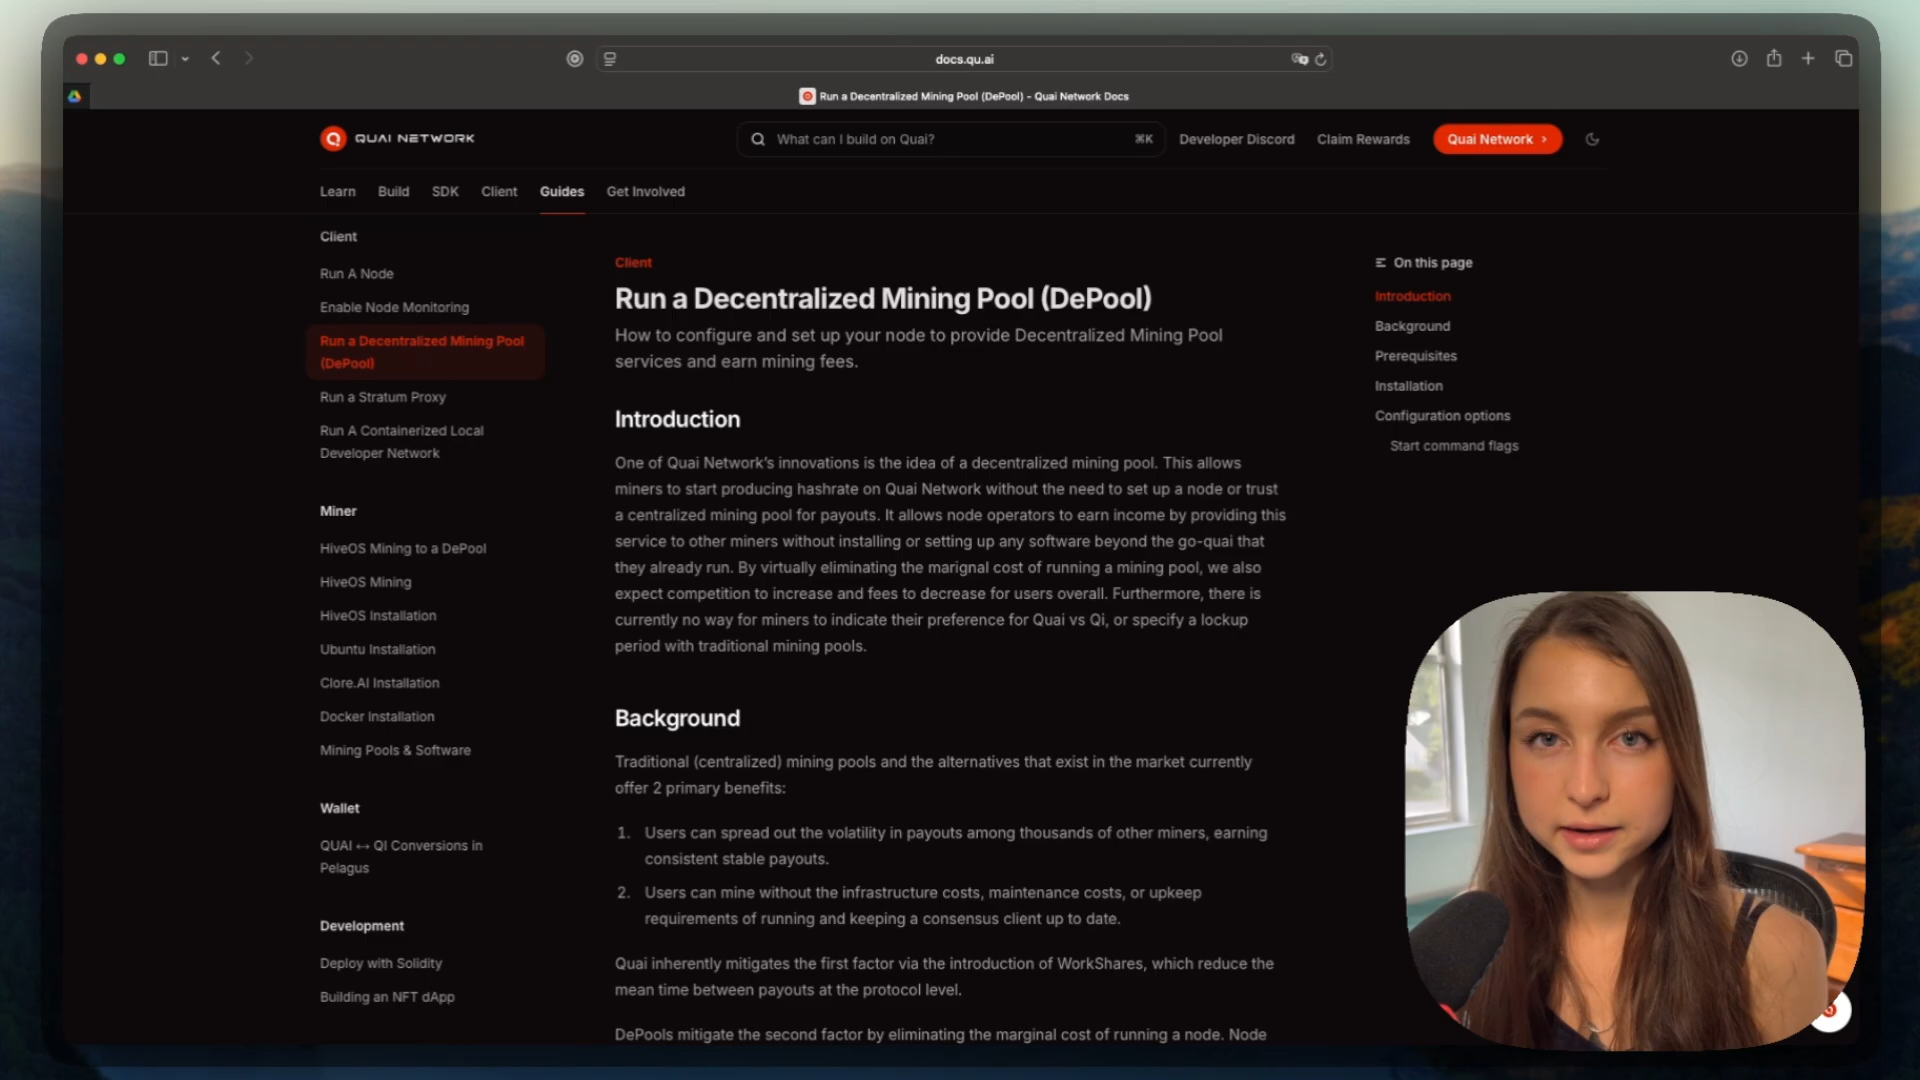 docs.qu.ai
Run a Decentralized Mining Pool (DePool) - Quai Network Docs
QUAI NETWORK
What can I build on Quai?
⌘K
Developer Discord
Claim Rewards
Quai Network ›
Learn
Build
SDK
Client
Guides
Get Involved
Client
Run A Node
Enable Node Monitoring
Run a Decentralized Mining Pool
(DePool)
Run a Stratum Proxy
Run A Containerized Local
Developer Network
Miner
HiveOS Mining to a DePool
HiveOS Mining
HiveOS Installation
Ubuntu Installation
Clore.AI Installation
Docker Installation
Mining Pools & Software
Wallet
QUAI ↔ QI Conversions in
Pelagus
Development
Deploy with Solidity
Building an NFT dApp
Client
Run a Decentralized Mining Pool (DePool)
How to configure and set up your node to provide Decentralized Mining Pool
services and earn mining fees.
Introduction
One of Quai Network's innovations is the idea of a decentralized mining pool. This allows
miners to start producing hashrate on Quai Network without the need to set up a node or trust
a centralized mining pool for payouts. It allows node operators to earn income by providing this
service to other miners without installing or setting up any software beyond the go-quai that
they already run. By virtually eliminating the marignal cost of running a mining pool, we also
expect competition to increase and fees to decrease for users overall. Furthermore, there is
currently no way for miners to indicate their preference for Quai vs Qi, or specify a lockup
period with traditional mining pools.
Background
Traditional (centralized) mining pools and the alternatives that exist in the market currently
offer 2 primary benefits:
1. Users can spread out the volatility in payouts among thousands of other miners, earning
consistent stable payouts.
2. Users can mine without the infrastructure costs, maintenance costs, or upkeep
requirements of running and keeping a consensus client up to date.
Quai inherently mitigates the first factor via the introduction of WorkShares, which reduce the
mean time between payouts at the protocol level.
DePools mitigate the second factor by eliminating the marginal cost of running a node. Node
On this page
Introduction
Background
Prerequisites
Installation
Configuration options
Start command flags